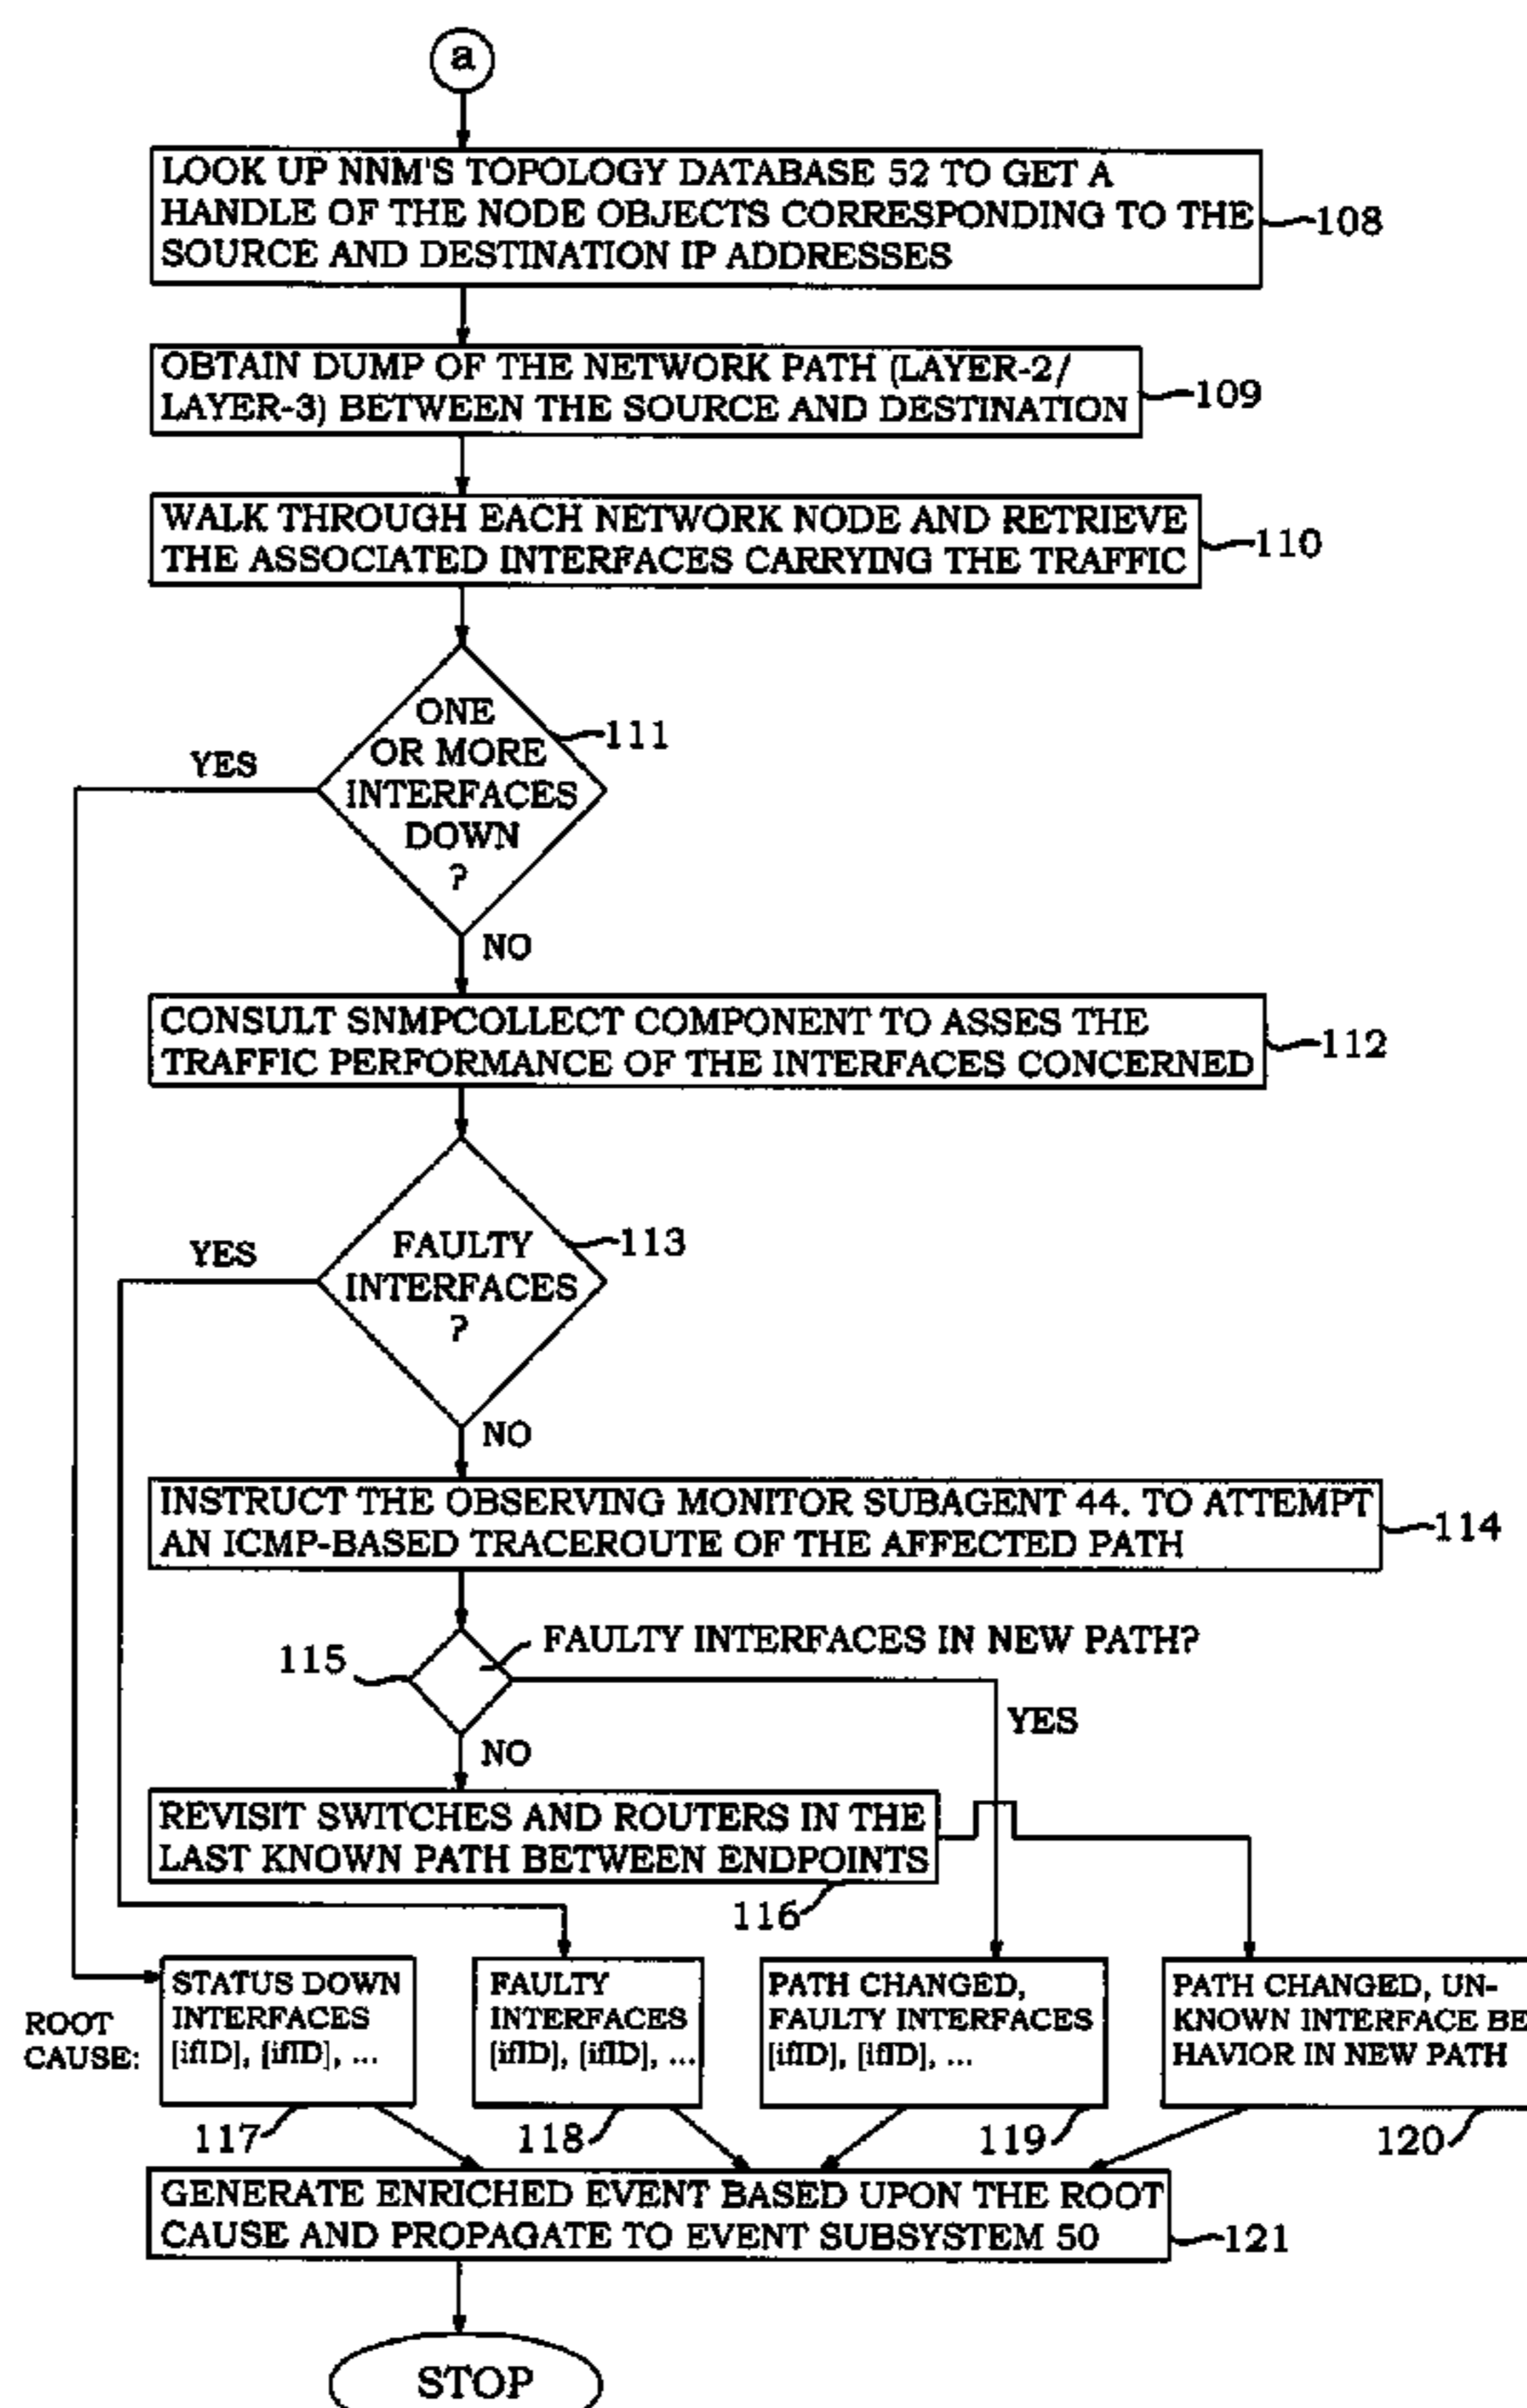 a
LOOK UP NNM'S TOPOLOGY DATABASE 52 TO GET A
HANDLE OF THE NODE OBJECTS CORRESPONDING TO THE
SOURCE AND DESTINATION IP ADDRESSES
108
OBTAIN DUMP OF THE NETWORK PATH (LAYER-2/
LAYER-3) BETWEEN THE SOURCE AND DESTINATION
109
WALK THROUGH EACH NETWORK NODE AND RETRIEVE
THE ASSOCIATED INTERFACES CARRYING THE TRAFFIC
110
ONE
OR MORE
INTERFACES
DOWN
?
111
YES
NO
CONSULT SNMPCOLLECT COMPONENT TO ASSES THE
TRAFFIC PERFORMANCE OF THE INTERFACES CONCERNED
112
FAULTY
INTERFACES
?
113
YES
NO
INSTRUCT THE OBSERVING MONITOR SUBAGENT 44. TO ATTEMPT
AN ICMP-BASED TRACEROUTE OF THE AFFECTED PATH
114
FAULTY INTERFACES IN NEW PATH?
115
YES
NO
REVISIT SWITCHES AND ROUTERS IN THE
LAST KNOWN PATH BETWEEN ENDPOINTS
116
ROOT
CAUSE:
STATUS DOWN
INTERFACES
[ifID], [ifID], ...
117
FAULTY
INTERFACES
[ifID], [ifID], ...
118
PATH CHANGED,
FAULTY INTERFACES
[ifID], [ifID], ...
119
PATH CHANGED, UN-
KNOWN INTERFACE BE
HAVIOR IN NEW PATH
120
GENERATE ENRICHED EVENT BASED UPON THE ROOT
CAUSE AND PROPAGATE TO EVENT SUBSYSTEM 50
121
STOP